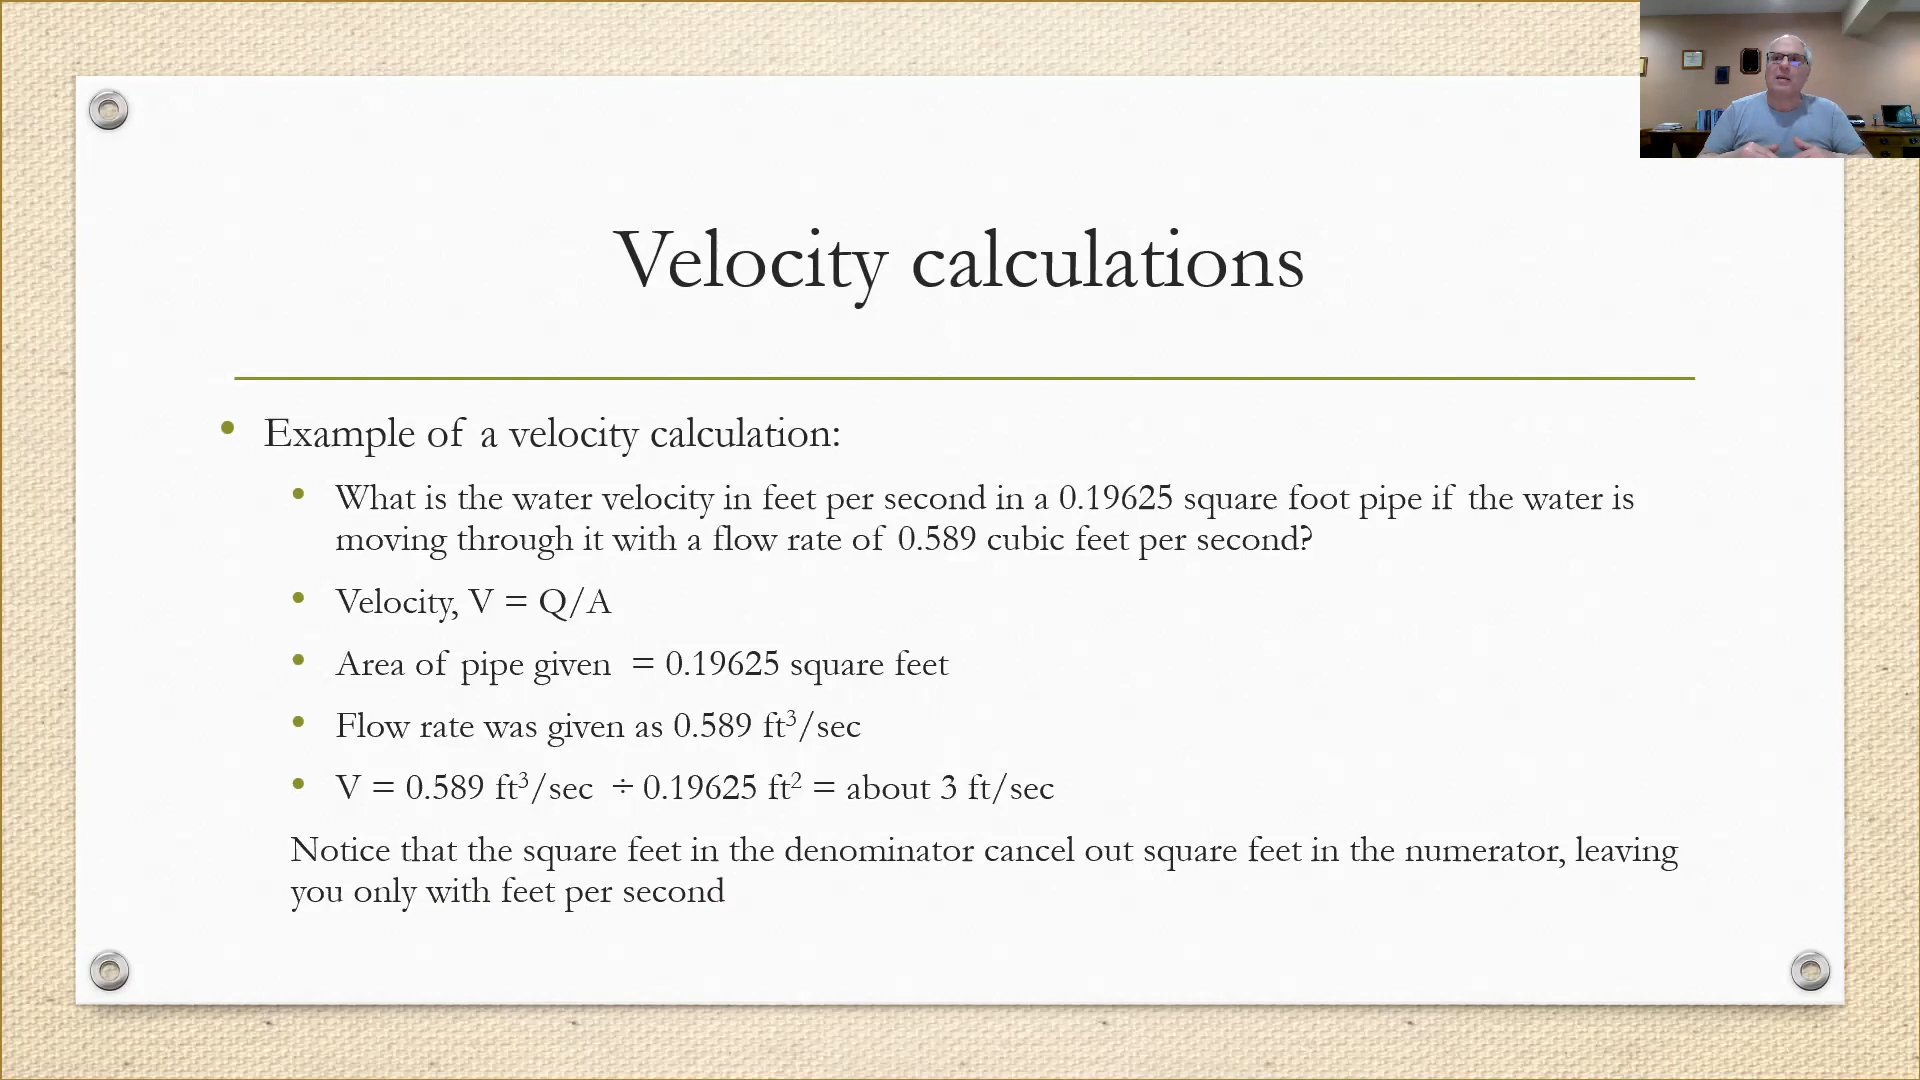 Velocity calculations
• Example of a velocity calculation:
• What is the water velocity in feet per second in a 0.19625 square foot pipe if the water is
moving through it with a flow rate of 0.589 cubic feet per second?
• Velocity, V = Q/A
• Area of pipe given = 0.19625 square feet
• Flow rate was given as 0.589 ft³/sec
• V = 0.589 ft³/sec ÷ 0.19625 ft² = about 3 ft/sec
Notice that the square feet in the denominator cancel out square feet in the numerator, leaving
you only with feet per second